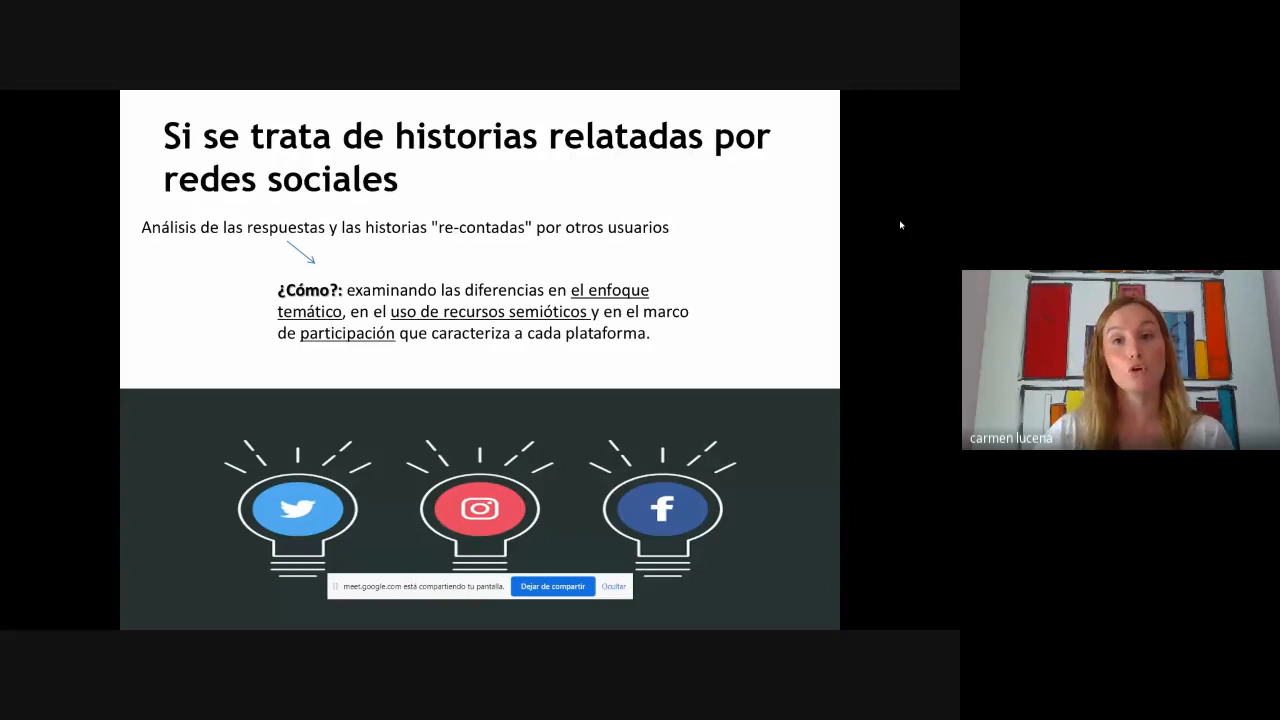 Si se trata de historias relatadas por
redes sociales
Análisis de las respuestas y las historias "re-contadas" por otros usuarios
¿Cómo?: examinando las diferencias en el enfoque
temático, en el uso de recursos semióticos y en el marco
de participación que caracteriza a cada plataforma.
carmen lucena
meet.google.com está compartiendo tu pantalla. Dejar de compartir Ocultar